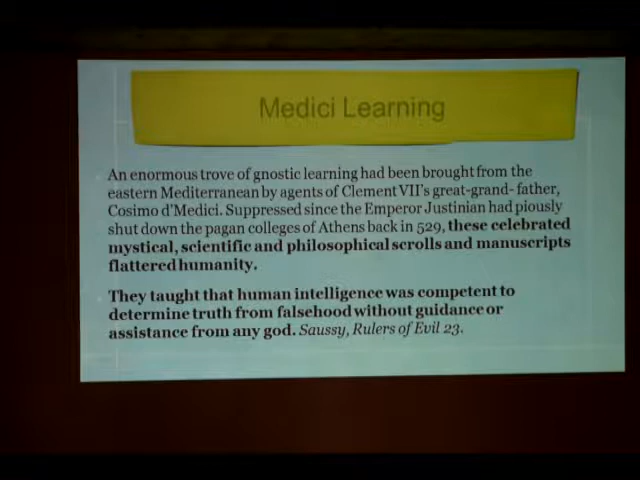 Medici Learning
An enormous trove of gnostic learning had been brought from the
eastern Mediterranean by agents of Clement VII's great-grand- father,
Cosimo d'Medici. Suppressed since the Emperor Justinian had piously
shut down the pagan colleges of Athens back in 529, these celebrated
mystical, scientific and philosophical scrolls and manuscripts
flattered humanity.
They taught that human intelligence was competent to
determine truth from falsehood without guidance or
assistance from any god. Saussy, Rulers of Evil 23.